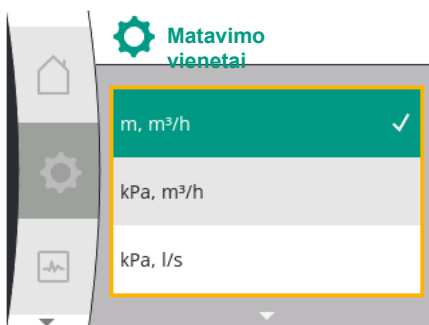 Matavimo
vienetai
m, m³/h
kPa, m³/h
kPa, l/s